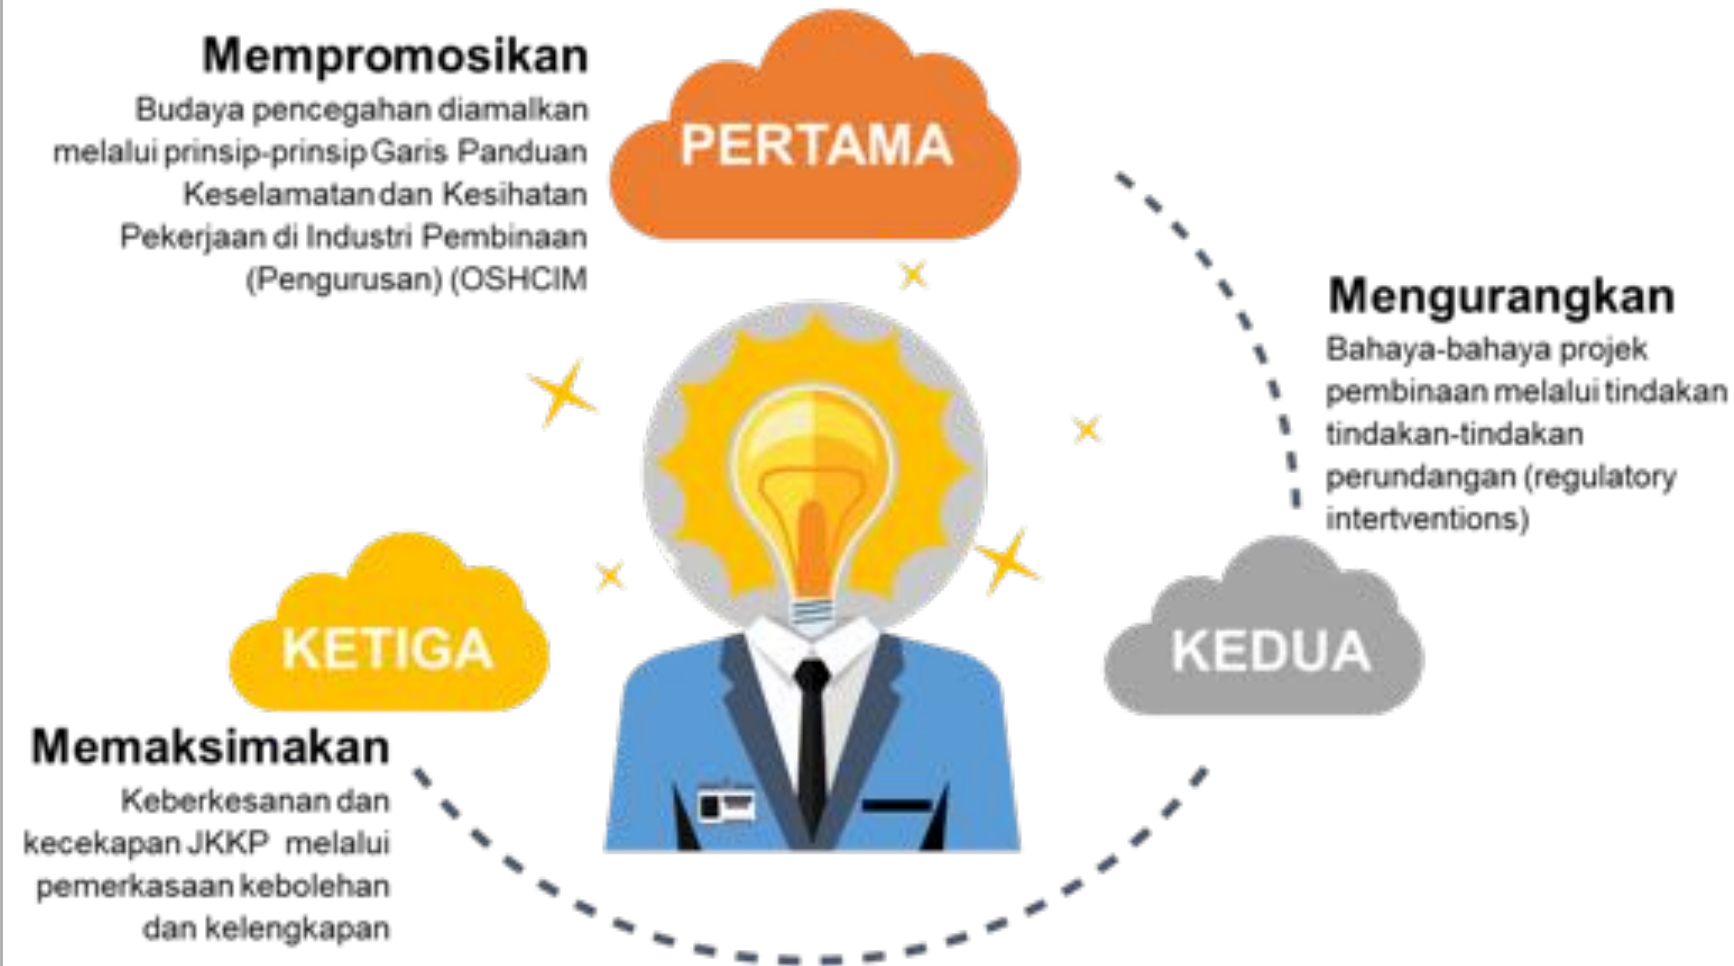 Mempromosikan
Budaya pencegahan diamalkan
melalui prinsip-prinsip Garis Panduan
Keselamatan dan Kesihatan
Pekerjaan di Industri Pembinaan
(Pengurusan) (OSHCIM
PERTAMA
Mengurangkan
Bahaya-bahaya projek
pembinaan melalui tindakan
tindakan-tindakan
perundangan (regulatory
intertventions)
KEDUA
KETIGA
Memaksimakan
Keberkesanan dan
kecekapan JKKP melalui
pemerkasaan kebolehan
dan kelengkapan